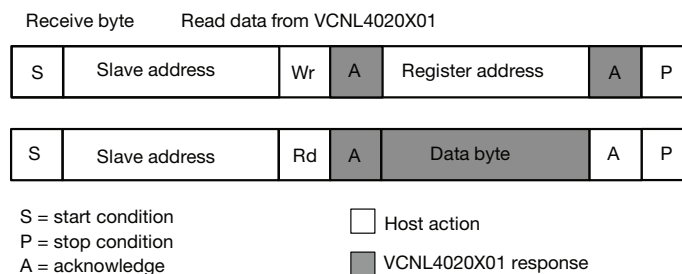 Receive byte Read data from VCNL4020X01
S Slave address Wr A Register address A P
S Slave address Rd A Data byte A P
S = start condition
P = stop condition
A = acknowledge
Host action
VCNL4020X01 response